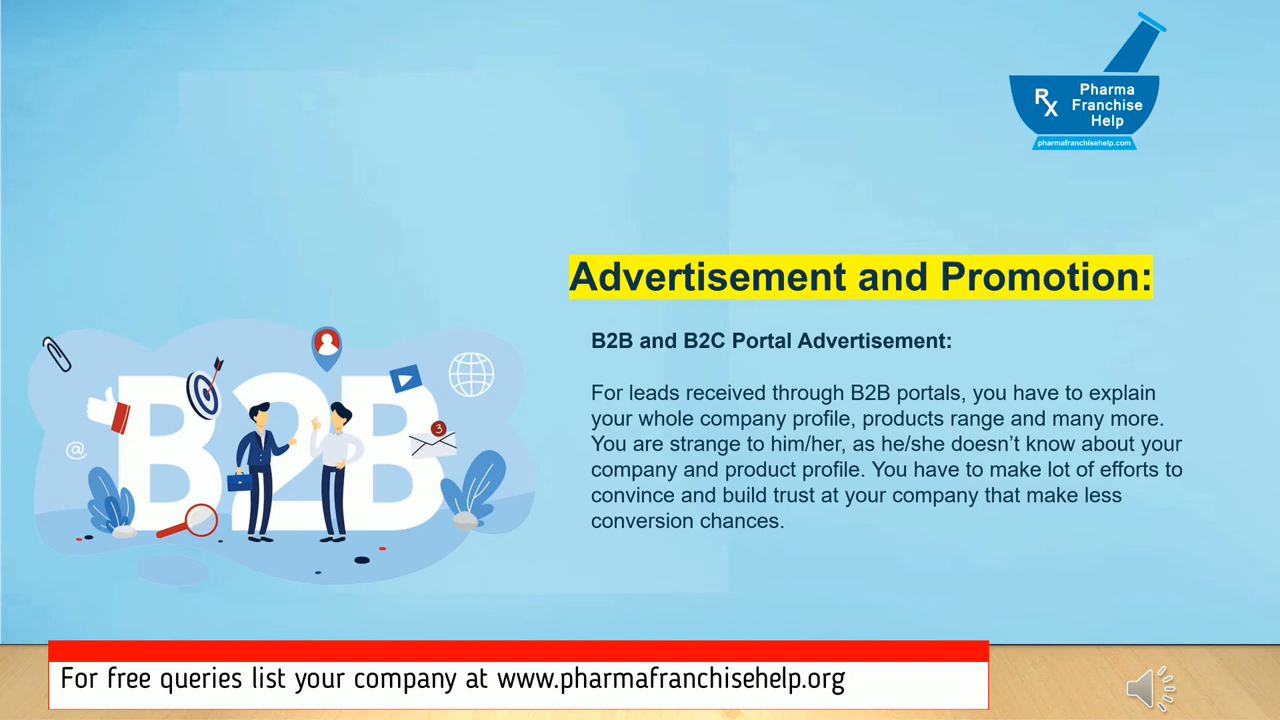 Rx
Pharma
Franchise
Help
pharmafranchisehelp.com
Advertisement and Promotion:
B2B and B2C Portal Advertisement:
For leads received through B2B portals, you have to explain
your whole company profile, products range and many more.
You are strange to him/her, as he/she doesn’t know about your
company and product profile. You have to make lot of efforts to
convince and build trust at your company that make less
conversion chances.
B2B
@
3
For free queries list your company at www.pharmafranchisehelp.org